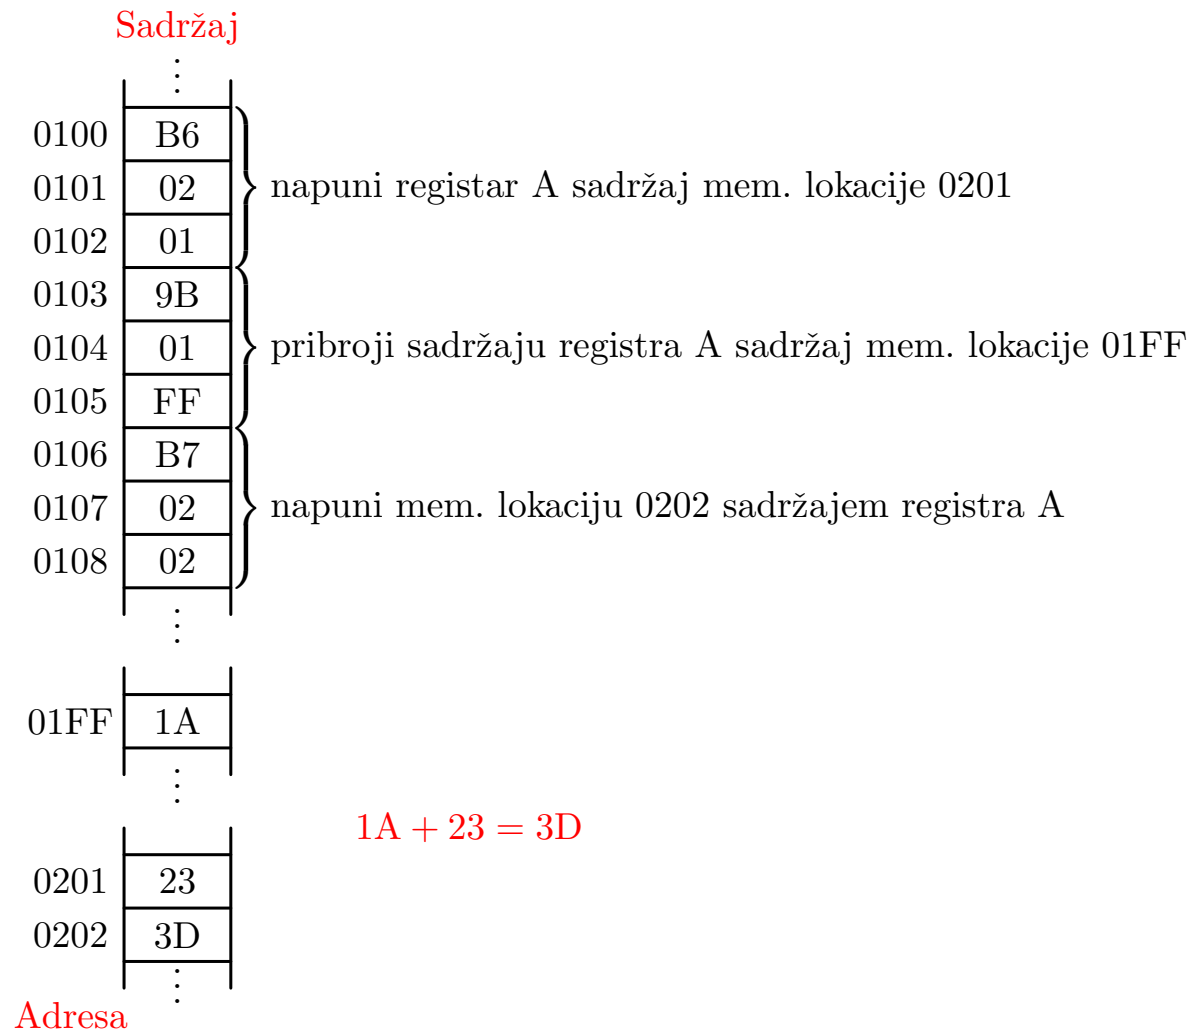 Sadržaj
⋮
0100 B6
0101 02 napuni registar A sadržaj mem. lokacije 0201
0102 01
0103 9B
0104 01 pribroji sadržaju registra A sadržaj mem. lokacije 01FF
0105 FF
0106 B7
0107 02 napuni mem. lokaciju 0202 sadržajem registra A
0108 02
⋮
01FF 1A
⋮
1A + 23 = 3D
0201 23
0202 3D
⋮
Adresa